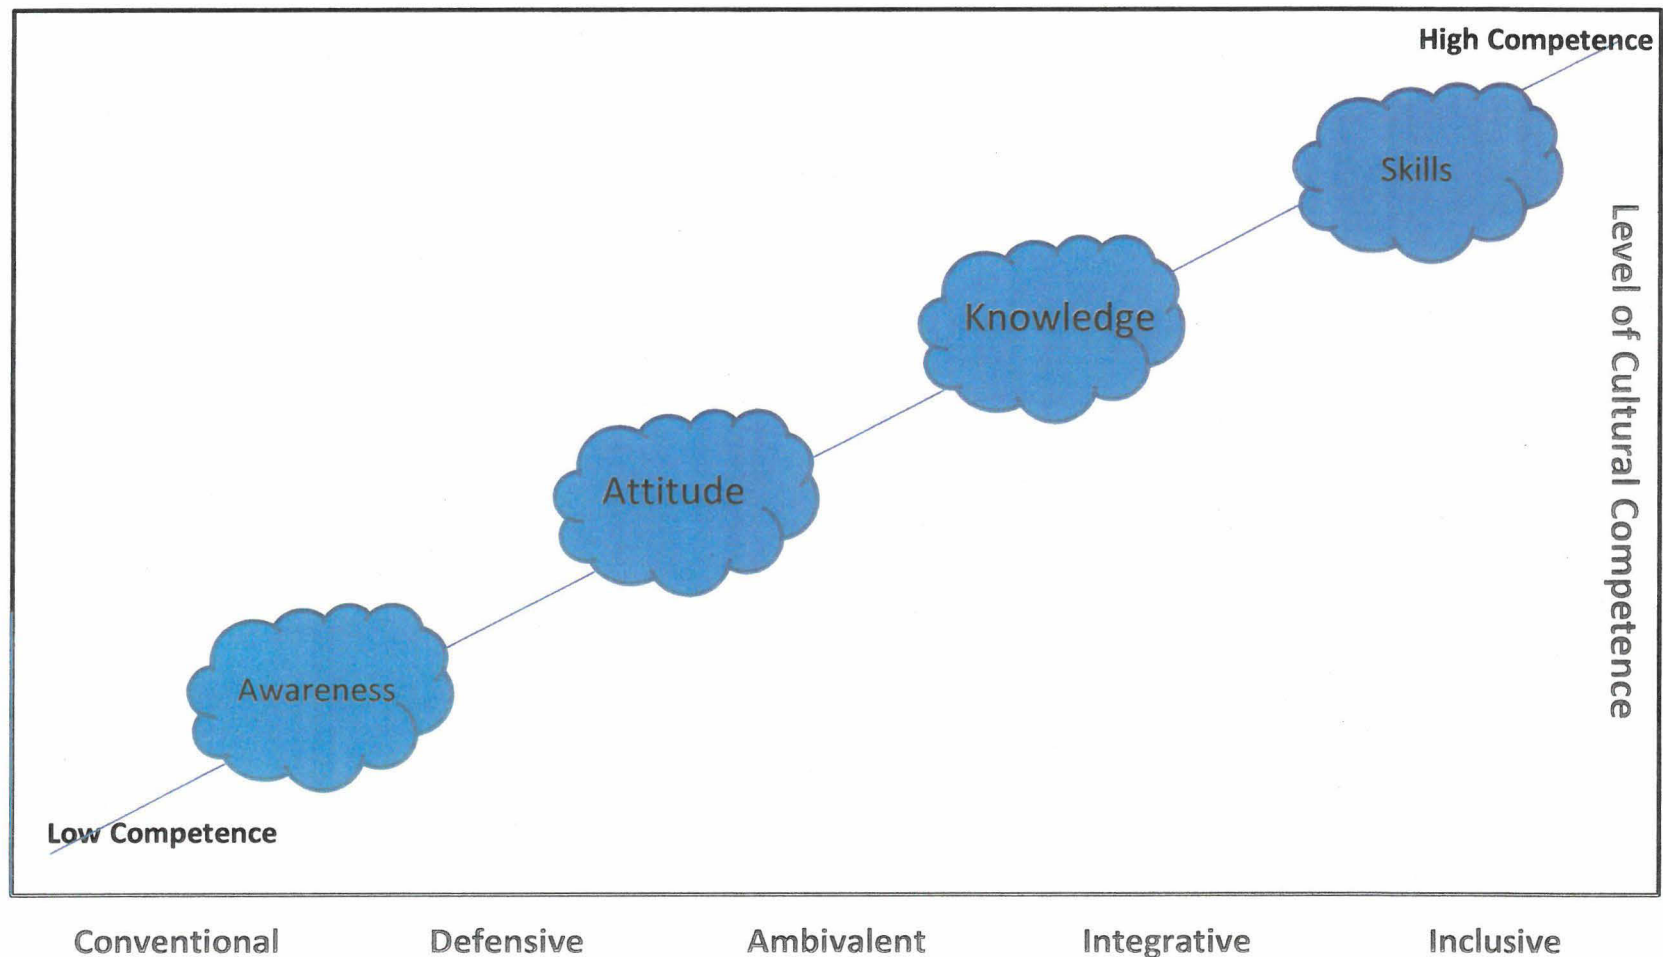 High Competence
Skills
Knowledge
Attitude
Awareness
Low Competence
Level of Cultural Competence
Conventional Defensive Ambivalent Integrative Inclusive